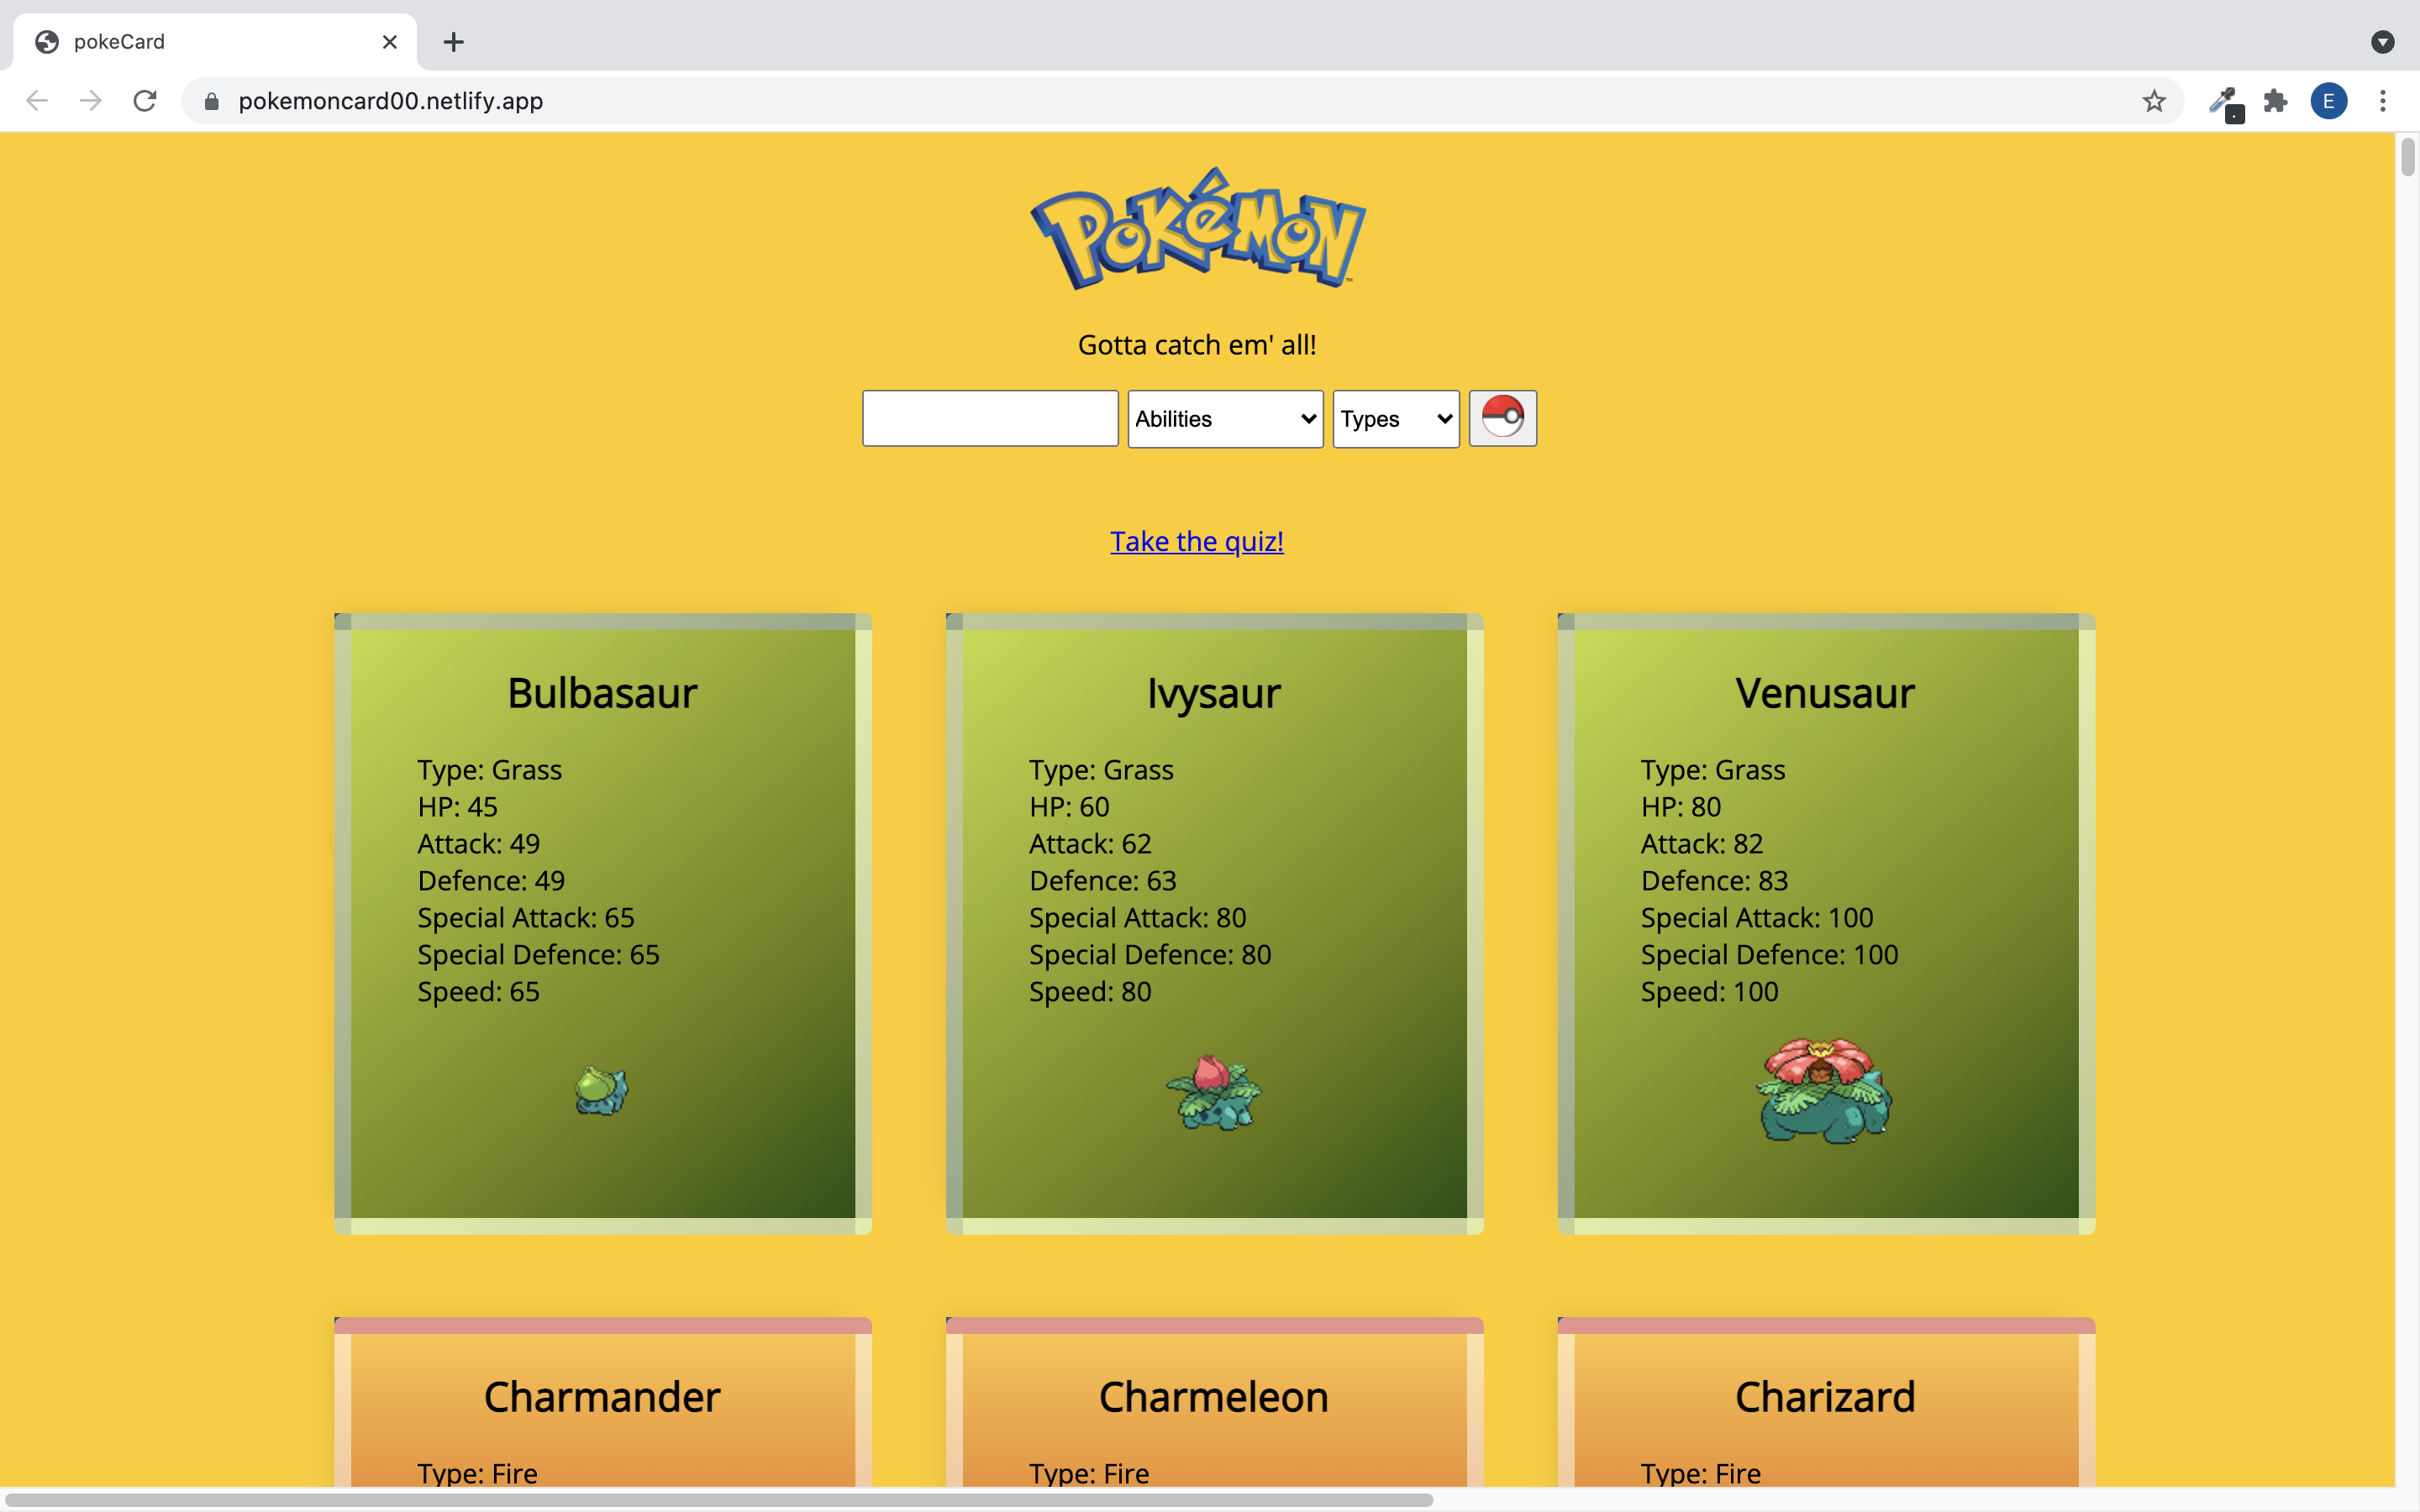 pokeCard
pokemoncard00.netlify.app
E
POKéMON™
Gotta catch em' all!
Abilities
Types
Take the quiz!
Bulbasaur
Type: Grass
HP: 45
Attack: 49
Defence: 49
Special Attack: 65
Special Defence: 65
Speed: 65
Ivysaur
Type: Grass
HP: 60
Attack: 62
Defence: 63
Special Attack: 80
Special Defence: 80
Speed: 80
Venusaur
Type: Grass
HP: 80
Attack: 82
Defence: 83
Special Attack: 100
Special Defence: 100
Speed: 100
Charmander
Type: Fire
Charmeleon
Type: Fire
Charizard
Type: Fire